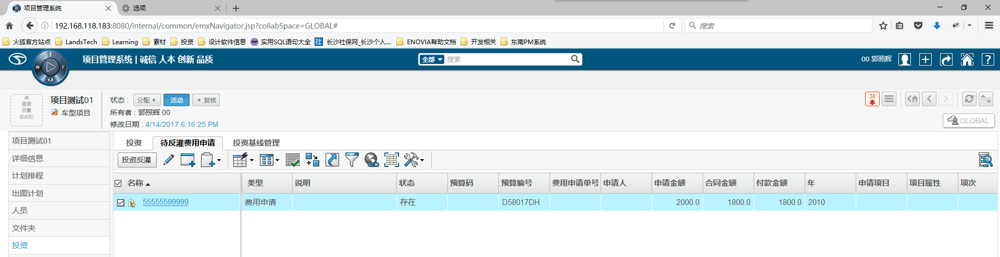 项目管理系统
选项
192.168.118.183:8080/internal/common/emxNavigator.jsp?collabSpace=GLOBAL#
搜索
火狐官方站点 LandsTech Learning 素材 投资 设计软件信息 实用SQL语句大全 社 长沙社保网_长沙个人... ENOVIA帮助文档 开发相关 东南PM系统
3D V.R
项目管理系统 | 诚信 人本 创新 品质
全部 搜索
00 郭照辉
将
图像
放置
在此处
项目测试01
车型项目
状态 : 分配 活动 复核
所有者 : 郭照辉 00
修改日期 : 4/14/2017 6:16:25 PM
38
GLOBAL
项目测试01
详细信息
计划排程
出图计划
人员
文件夹
投资
投资 待反灌费用申请 投资基线管理
投资反灌
名称 类型 说明 状态 预算码 预算编号 费用申请单号 申请人 申请金额 合同金额 付款金额 年 申请项目 项目属性 项次
55555599999 费用申请 存在 D58017DH 2000.0 1800.0 1800.0 2010